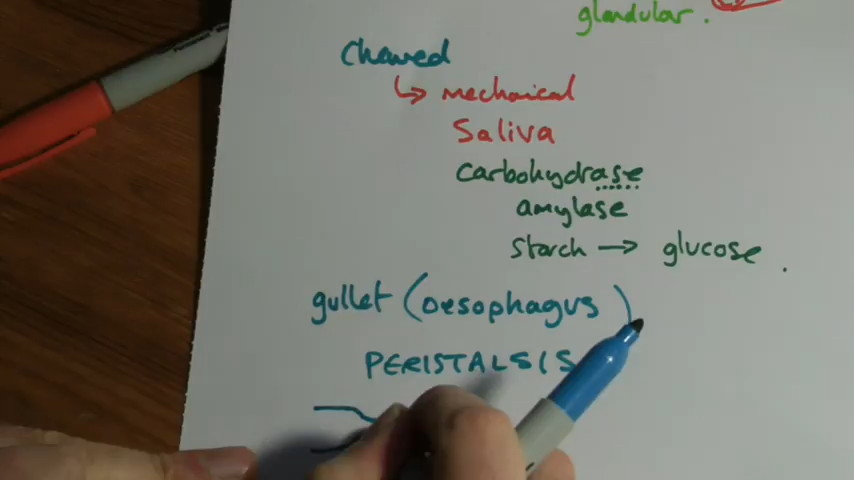 glandular.
Chewed
↳ mechanical
Saliva
carbohydrase
amylase
Starch → glucose.
gullet (oesophagus)
PERISTALSIS